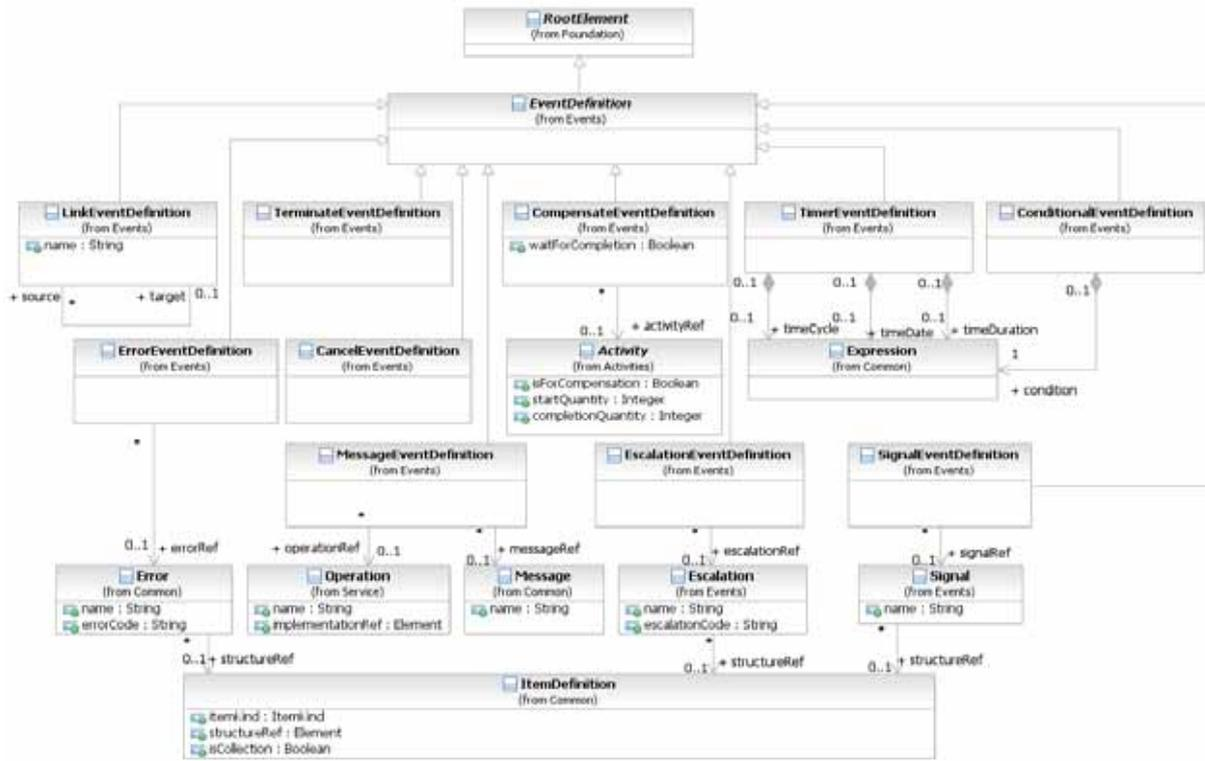 RootElement
(from Foundation)
EventDefinition
(from Events)
LinkEventDefinition
(from Events)
name : String
TerminateEventDefinition
(from Events)
CompensateEventDefinition
(from Events)
waitForCompletion : Boolean
TimerEventDefinition
(from Events)
ConditionalEventDefinition
(from Events)
+ source
*
+ target
0..1
*
0..1
+ activityRef
0..1
0..1
0..1
0..1
0..1
0..1
0..1
+ timeCycle
+ timeDate
+ timeDuration
1
+ condition
ErrorEventDefinition
(from Events)
CancelEventDefinition
(from Events)
Activity
(from Activities)
isForCompensation : Boolean
startQuantity : Integer
completionQuantity : Integer
Expression
(from Common)
MessageEventDefinition
(from Events)
EscalationEventDefinition
(from Events)
SignalEventDefinition
(from Events)
*
0..1
+ errorRef
*
+ operationRef
0..1
*
0..1
+ messageRef
*
0..1
+ escalationRef
*
0..1
+ signalRef
Error
(from Common)
name : String
errorCode : String
Operation
(from Service)
name : String
implementationRef : Element
Message
(from Common)
name : String
Escalation
(from Events)
name : String
escalationCode : String
Signal
(from Events)
name : String
*
0..1
+ structureRef
*
0..1
+ structureRef
*
0..1
+ structureRef
ItemDefinition
(from Common)
itemKind : ItemKind
structureRef : Element
isCollection : Boolean